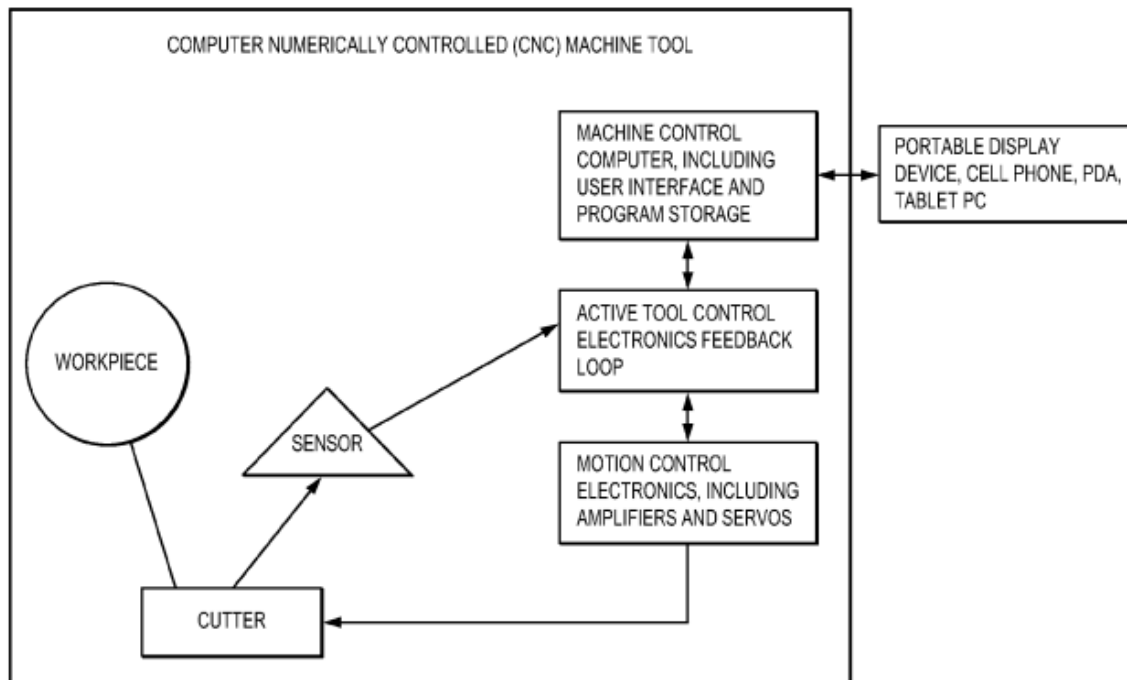 COMPUTER NUMERICALLY CONTROLLED (CNC) MACHINE TOOL
MACHINE CONTROL
COMPUTER, INCLUDING
USER INTERFACE AND
PROGRAM STORAGE
PORTABLE DISPLAY
DEVICE, CELL PHONE, PDA,
TABLET PC
ACTIVE TOOL CONTROL
ELECTRONICS FEEDBACK
LOOP
WORKPIECE
SENSOR
MOTION CONTROL
ELECTRONICS, INCLUDING
AMPLIFIERS AND SERVOS
CUTTER